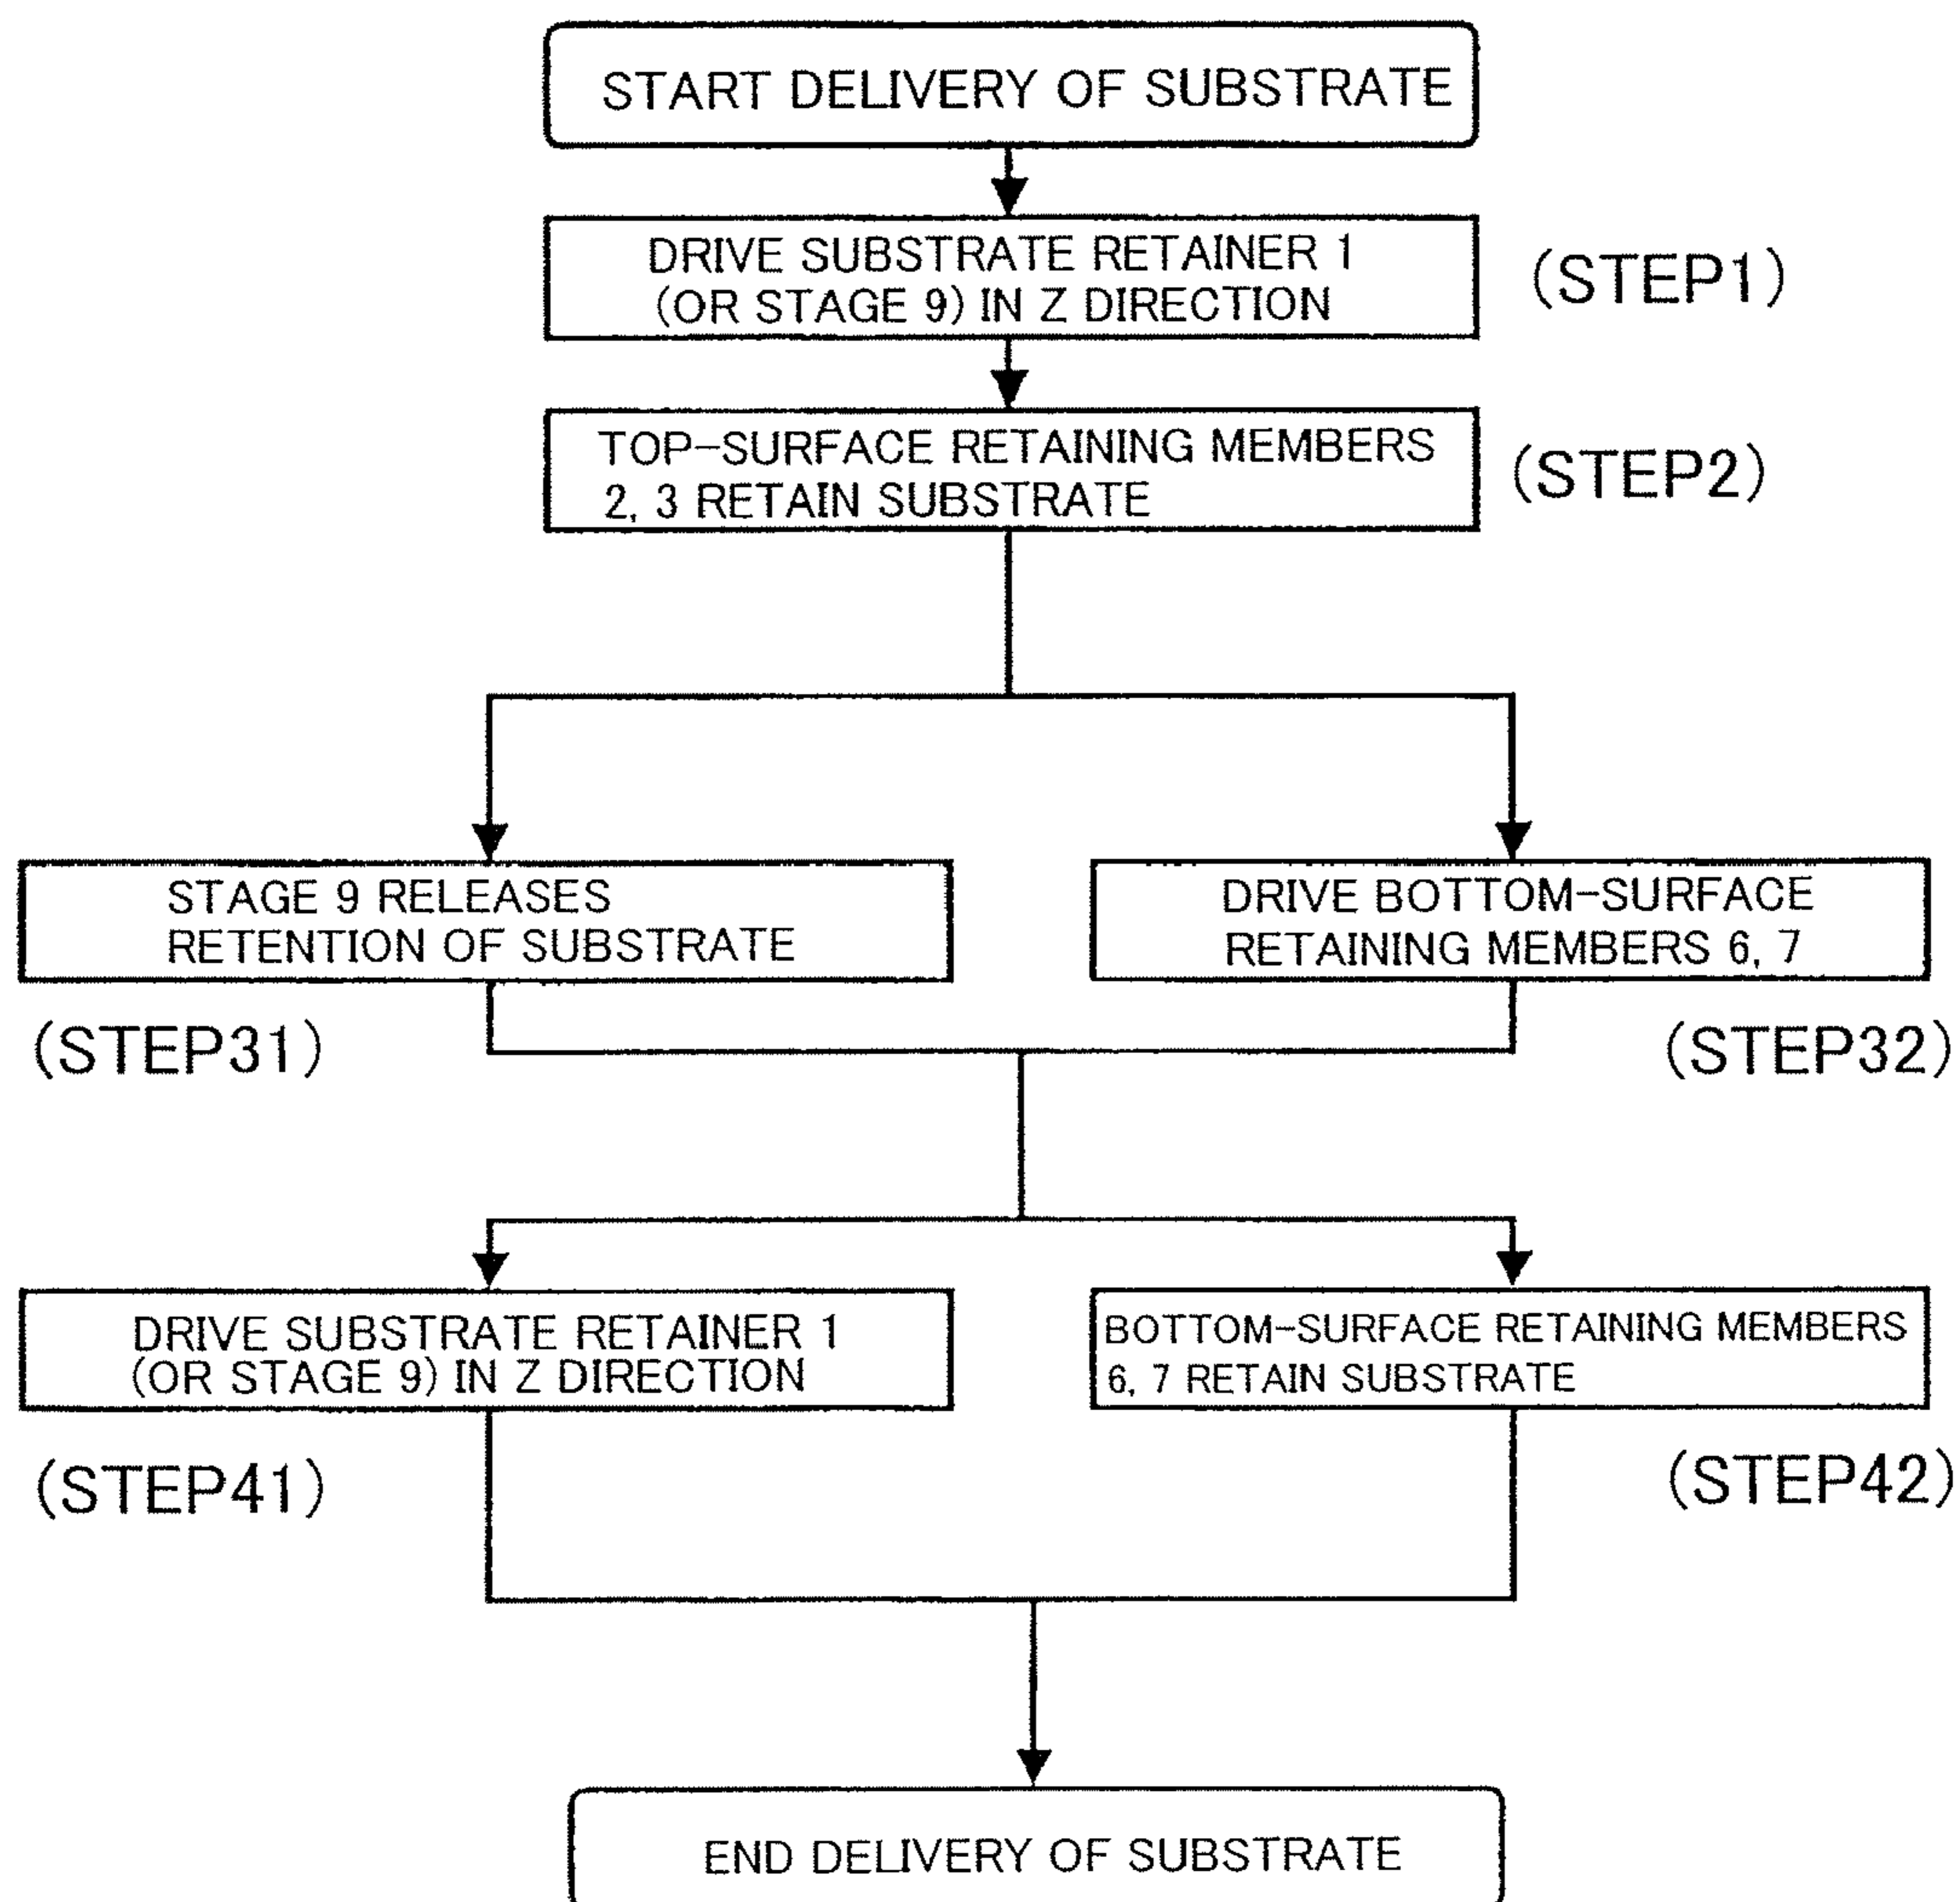 START DELIVERY OF SUBSTRATE
DRIVE SUBSTRATE RETAINER 1
(OR STAGE 9) IN Z DIRECTION
(STEP1)
TOP-SURFACE RETAINING MEMBERS
2, 3 RETAIN SUBSTRATE
(STEP2)
STAGE 9 RELEASES
RETENTION OF SUBSTRATE
(STEP31)
DRIVE BOTTOM-SURFACE
RETAINING MEMBERS 6, 7
(STEP32)
DRIVE SUBSTRATE RETAINER 1
(OR STAGE 9) IN Z DIRECTION
(STEP41)
BOTTOM-SURFACE RETAINING MEMBERS
6, 7 RETAIN SUBSTRATE
(STEP42)
END DELIVERY OF SUBSTRATE